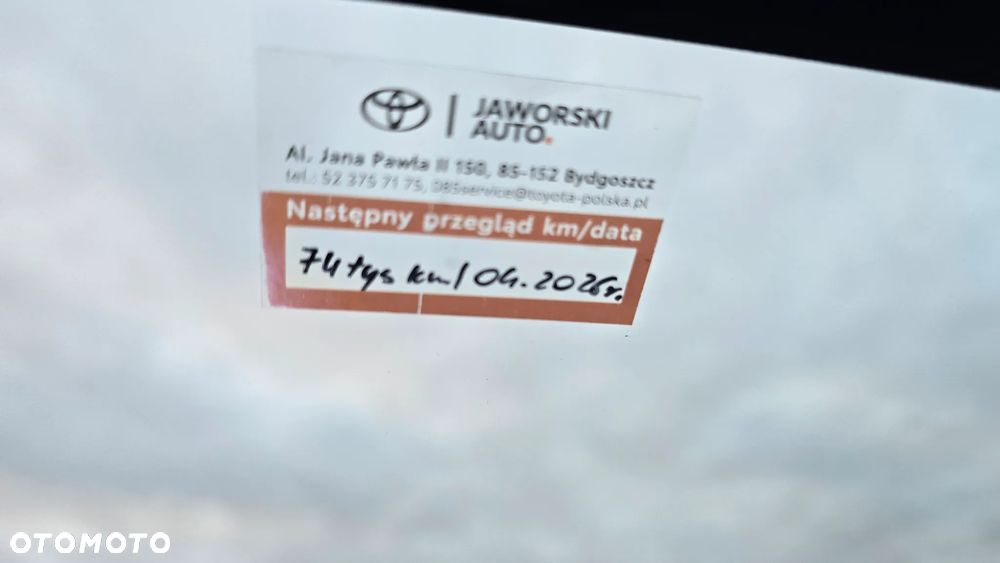 JAWORSKI
AUTO.
Al. Jana Pawła II 150, 85-152 Bydgoszcz
tel.: 52 375 71 75, 085service@toyota-polska.pl
Następny przegląd km/data
74 tys km / 04.2026r.
OTOMOTO